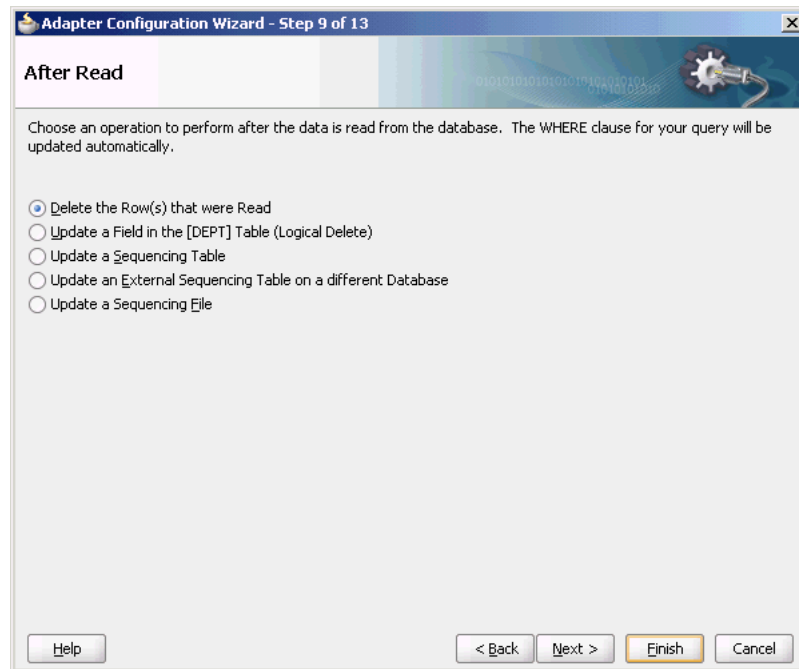 Adapter Configuration Wizard - Step 9 of 13
After Read
Choose an operation to perform after the data is read from the database. The WHERE clause for your query will be
updated automatically.
Delete the Row(s) that were Read
Update a Field in the [DEPT] Table (Logical Delete)
Update a Sequencing Table
Update an External Sequencing Table on a different Database
Update a Sequencing File
Help
< Back
Next >
Finish
Cancel